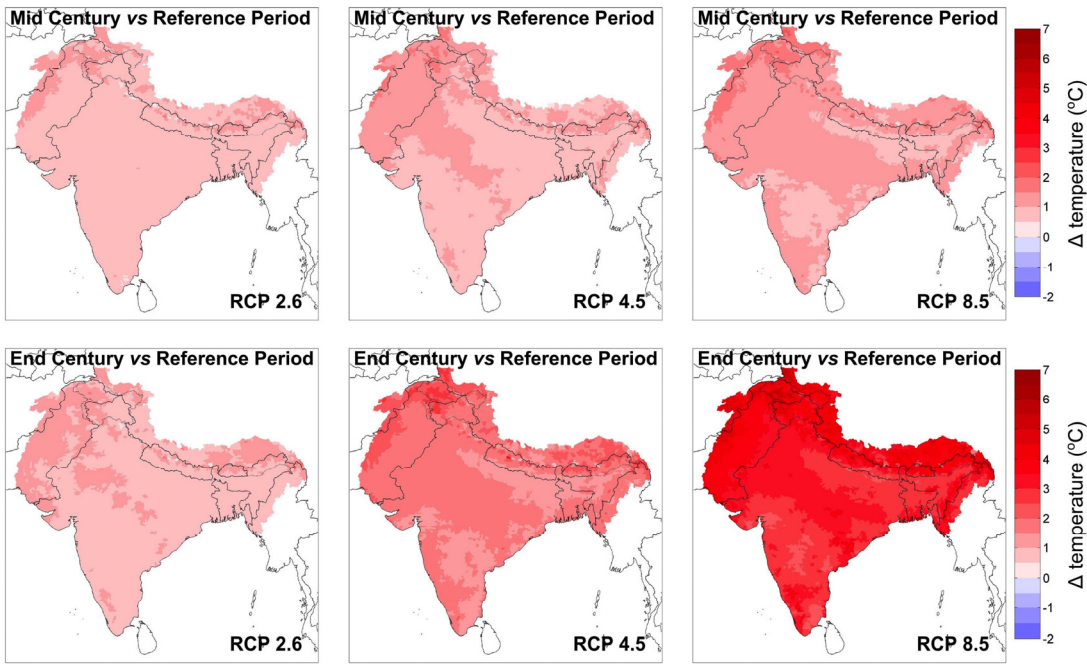 Mid Century vs Reference Period
RCP 2.6
Mid Century vs Reference Period
RCP 4.5
Mid Century vs Reference Period
RCP 8.5
7
6
5
4
3
2
1
0
-1
-2
Δ temperature (°C)
End Century vs Reference Period
RCP 2.6
End Century vs Reference Period
RCP 4.5
End Century vs Reference Period
RCP 8.5
7
6
5
4
3
2
1
0
-1
-2
Δ temperature (°C)